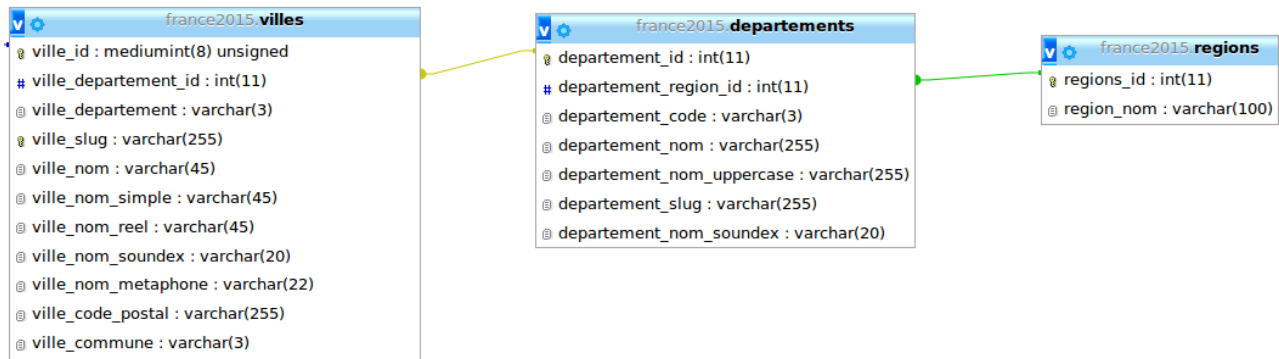 france2015.villes
ville_id : mediumint(8) unsigned
ville_departement_id : int(11)
ville_departement : varchar(3)
ville_slug : varchar(255)
ville_nom : varchar(45)
ville_nom_simple : varchar(45)
ville_nom_reel : varchar(45)
ville_nom_soundex : varchar(20)
ville_nom_metaphone : varchar(22)
ville_code_postal : varchar(255)
ville_commune : varchar(3)
france2015.departements
departement_id : int(11)
departement_region_id : int(11)
departement_code : varchar(3)
departement_nom : varchar(255)
departement_nom_uppercase : varchar(255)
departement_slug : varchar(255)
departement_nom_soundex : varchar(20)
france2015.regions
regions_id : int(11)
region_nom : varchar(100)